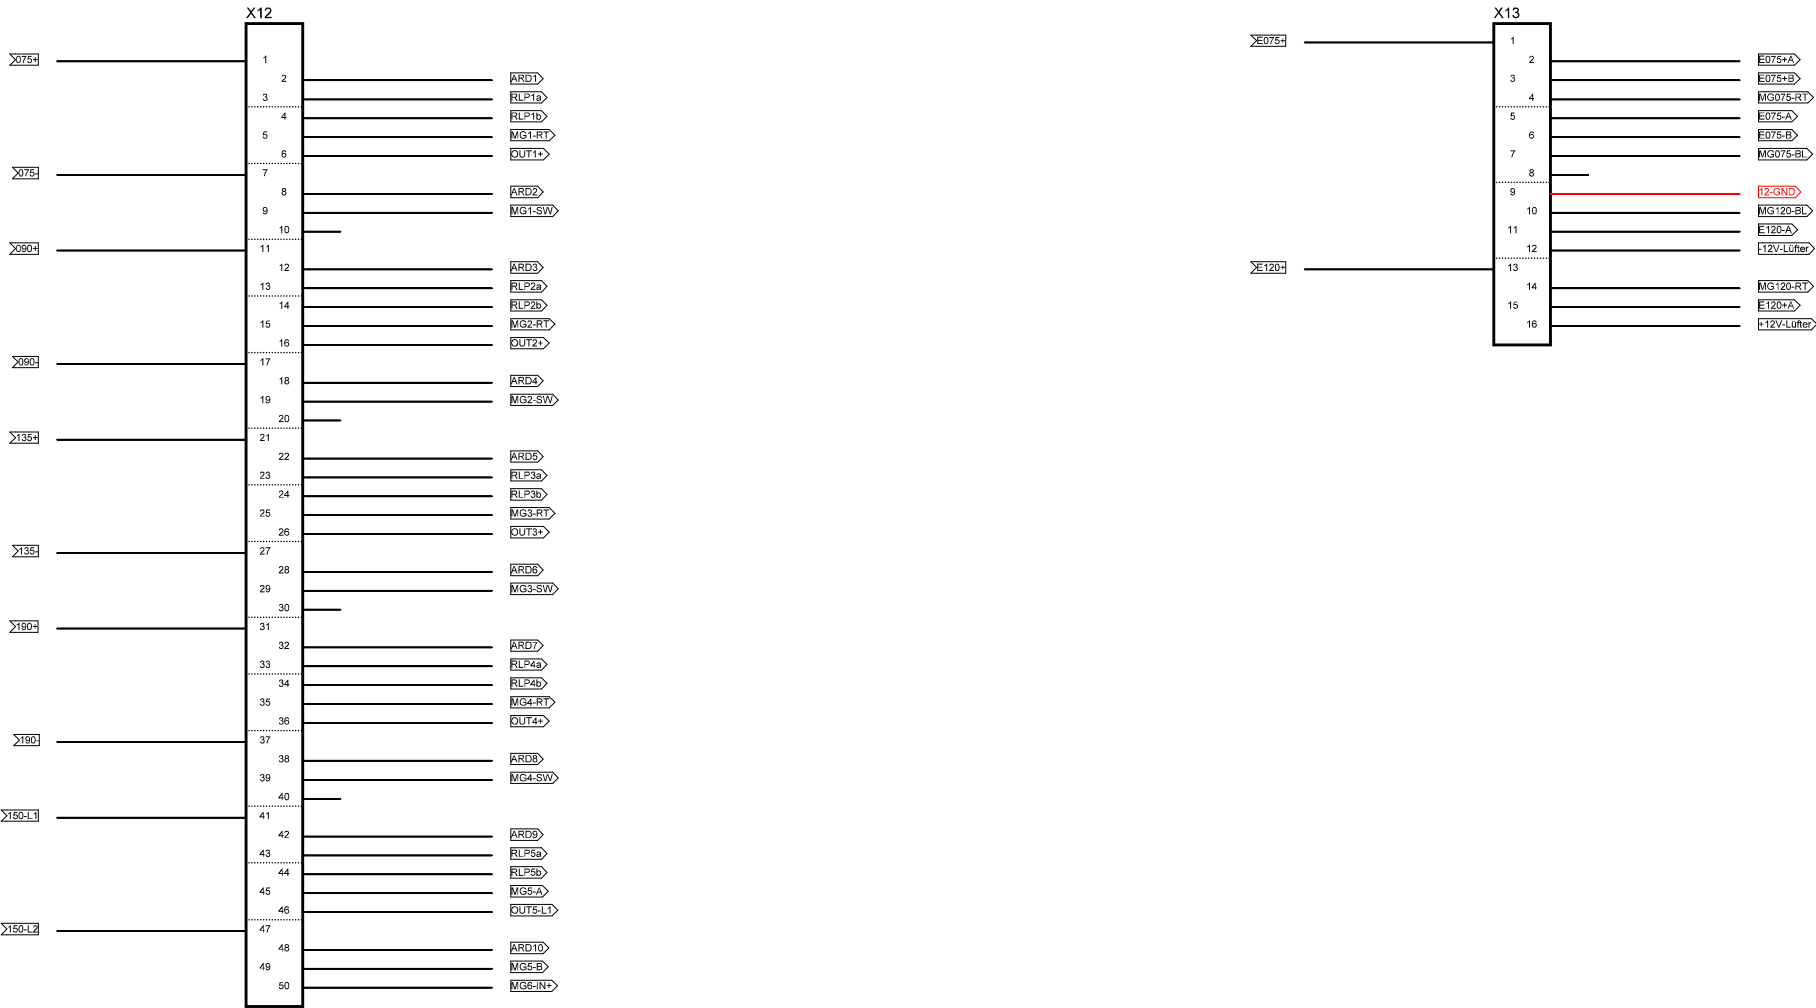 X12
075+
1
2 ARD1
3 RLP1a
4 RLP1b
5 MG1-RT
6 OUT1+
075- 7
8 ARD2
9 MG1-SW
10
090+ 11
12 ARD3
13 RLP2a
14 RLP2b
15 MG2-RT
16 OUT2+
090- 17
18 ARD4
19 MG2-SW
20
135+ 21
22 ARD5
23 RLP3a
24 RLP3b
25 MG3-RT
26 OUT3+
135- 27
28 ARD6
29 MG3-SW
30
190+ 31
32 ARD7
33 RLP4a
34 RLP4b
35 MG4-RT
36 OUT4+
190- 37
38 ARD8
39 MG4-SW
40
150-L1 41
42 ARD9
43 RLP5a
44 RLP5b
45 MG5-A
46 OUT5-L1
150-L2 47
48 ARD10
49 MG5-B
50 MG6-IN+
X13
E075+ 1
2 E075+A
3 E075+B
4 MG075-RT
5 E075-A
6 E075-B
7 MG075-BL
8
9 12-GND
10 MG120-BL
11 E120-A
12 -12V-Lüfter
E120+ 13
14 MG120-RT
15 E120+A
16 +12V-Lüfter